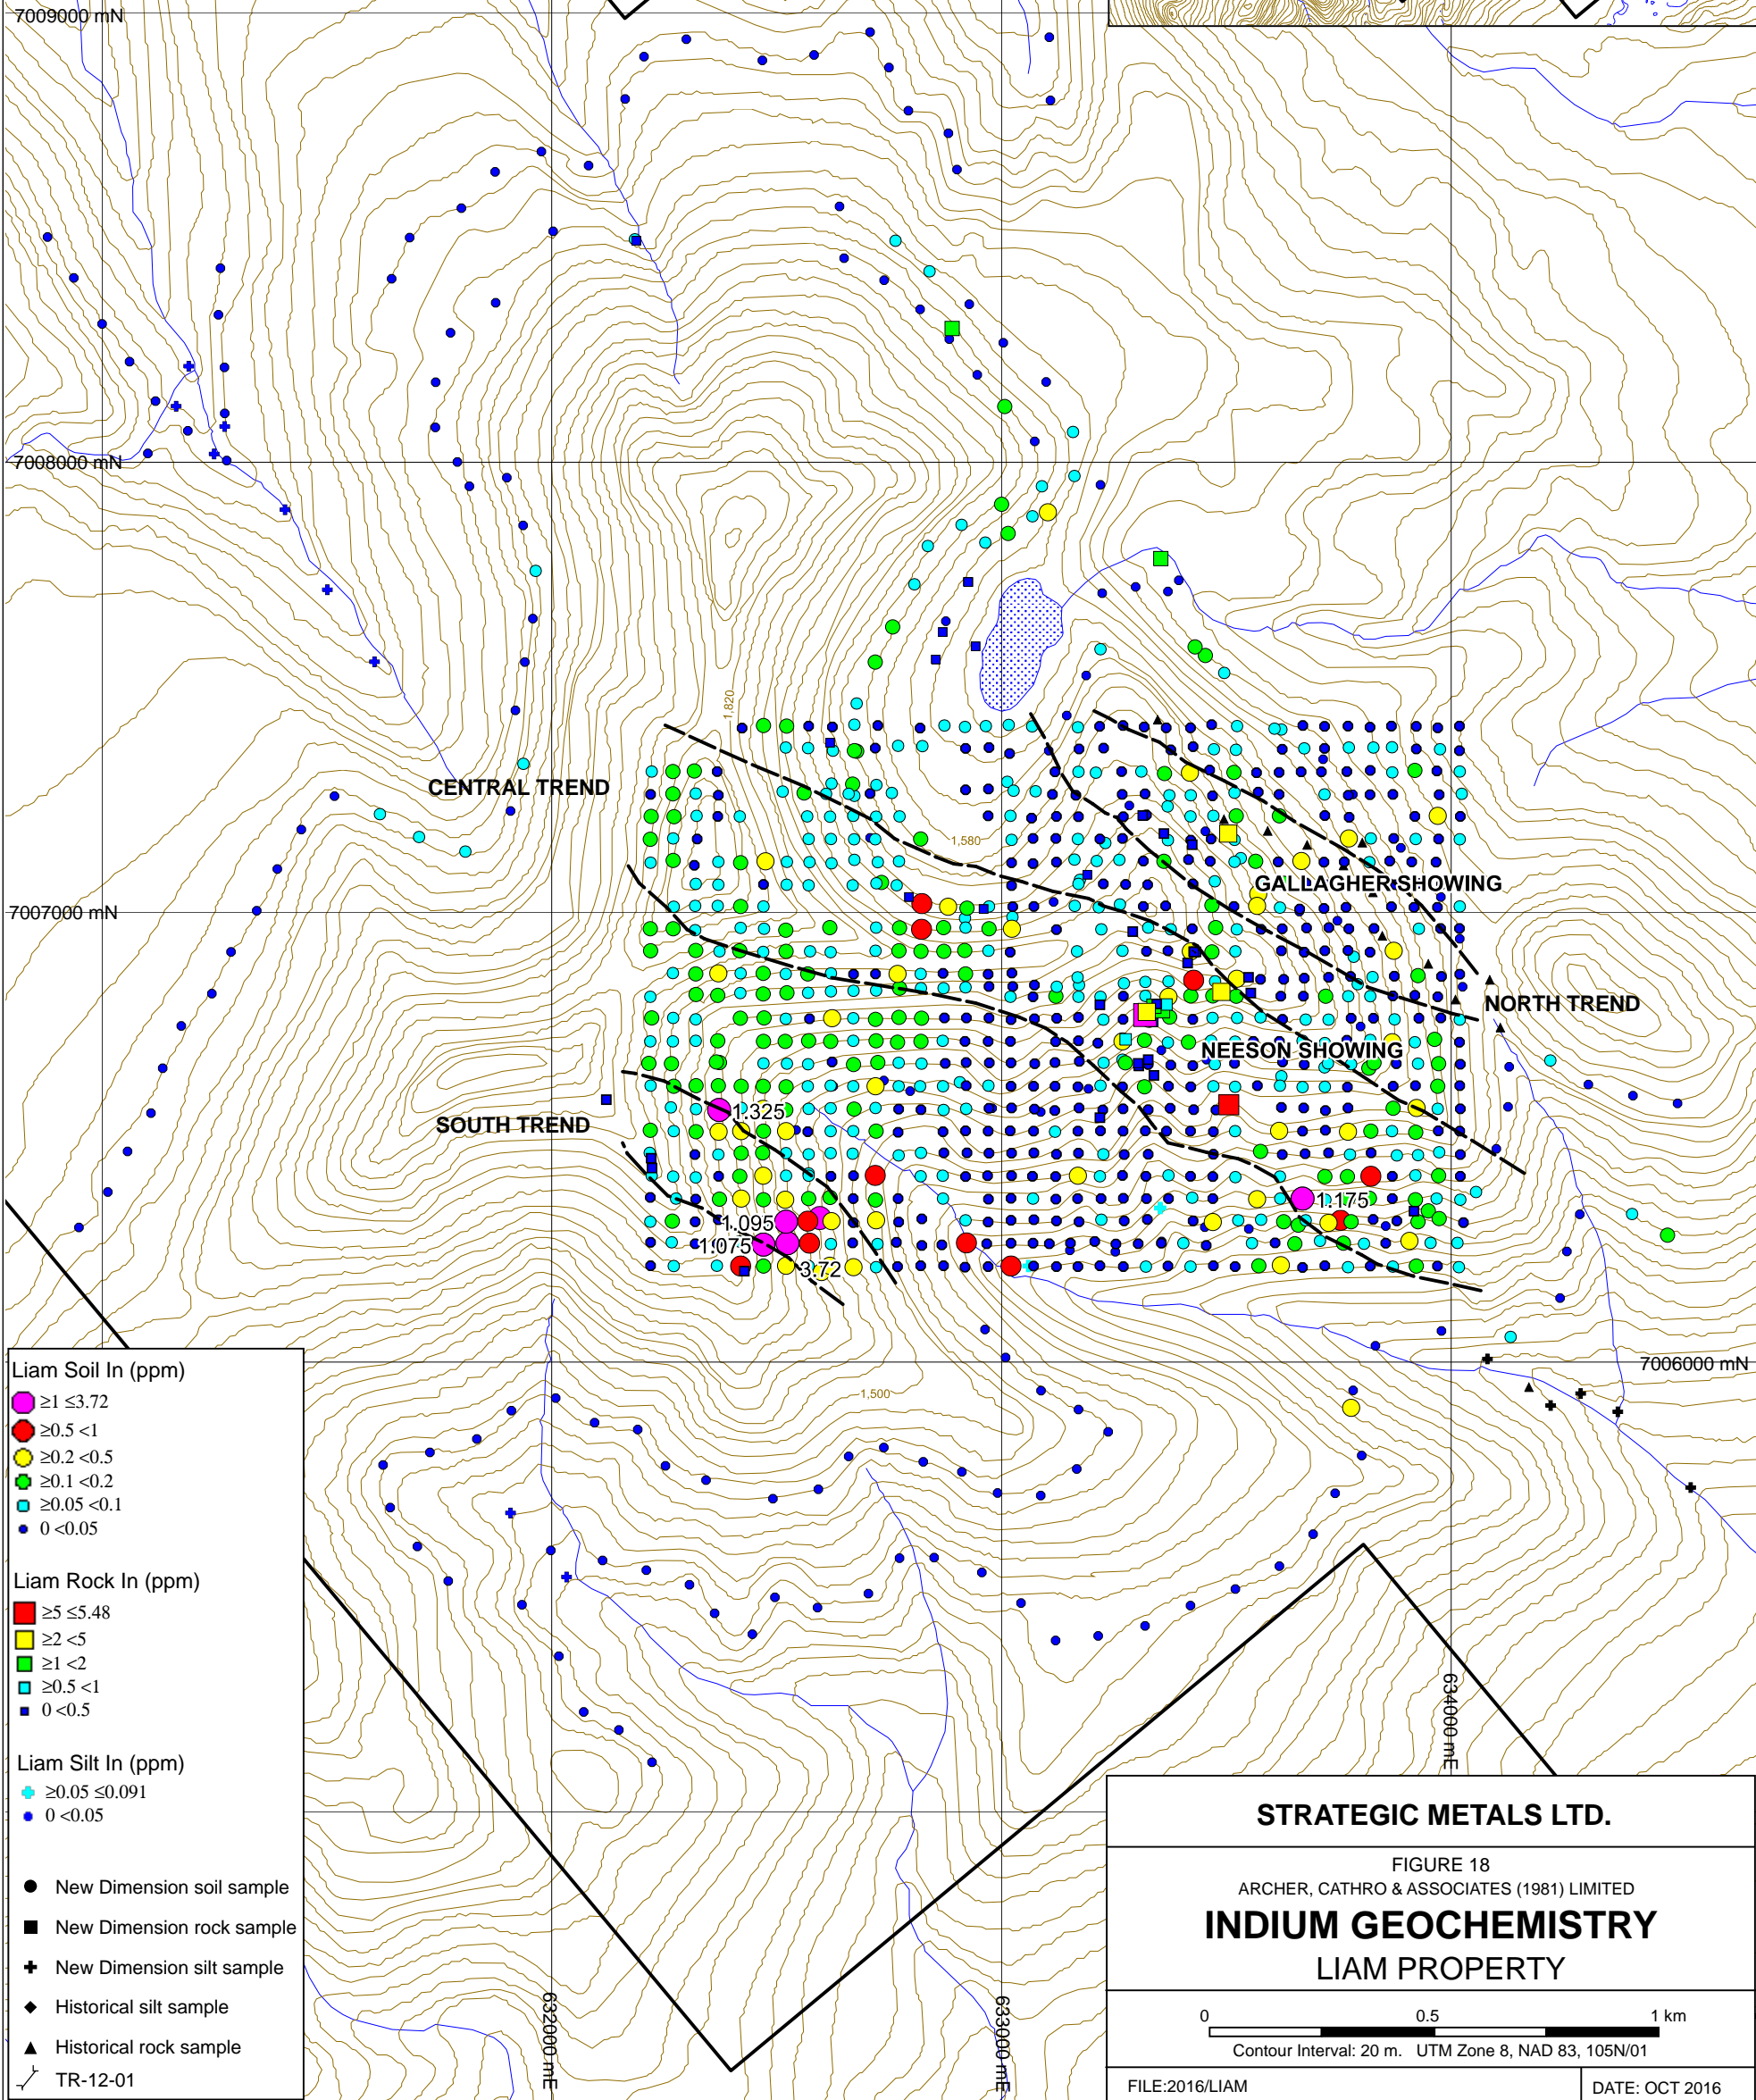 7009000 mN
7008000 mN
1,820
CENTRAL TREND
1,580
GALLAGHER SHOWING
7007000 mN
NORTH TREND
NEESON SHOWING
1.325
SOUTH TREND
1.175
1.095
1.075
3.72
7006000 mN
1,500
Liam Soil In (ppm)
≥1 ≤3.72
≥0.5 <1
≥0.2 <0.5
≥0.1 <0.2
≥0.05 <0.1
0 <0.05
Liam Rock In (ppm)
≥5 ≤5.48
≥2 <5
≥1 <2
≥0.5 <1
0 <0.5
Liam Silt In (ppm)
≥0.05 ≤0.091
0 <0.05
New Dimension soil sample
New Dimension rock sample
New Dimension silt sample
Historical silt sample
Historical rock sample
TR-12-01
632000 mE
633000 mE
634000 mE
STRATEGIC METALS LTD.
FIGURE 18
ARCHER, CATHRO & ASSOCIATES (1981) LIMITED
INDIUM GEOCHEMISTRY
LIAM PROPERTY
0 0.5 1 km
Contour Interval: 20 m. UTM Zone 8, NAD 83, 105N/01
FILE:2016/LIAM
DATE: OCT 2016